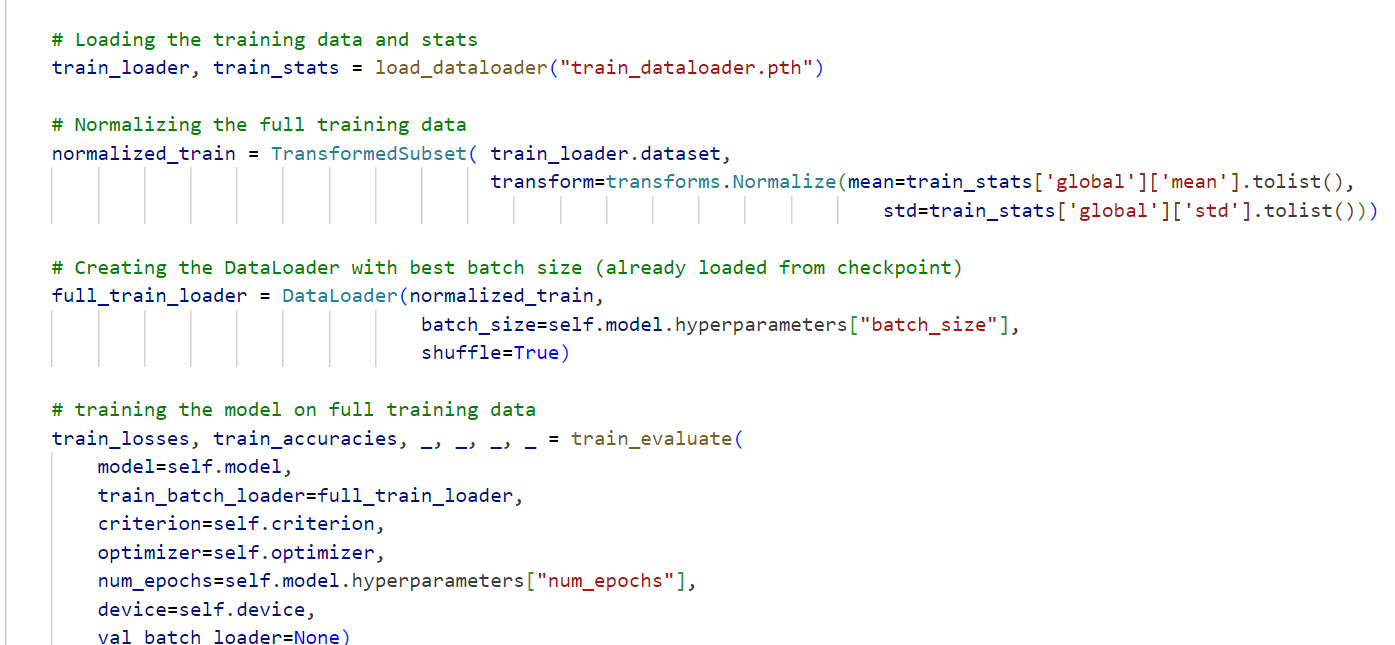 # Loading the training data and stats
train_loader, train_stats = load_dataloader("train_dataloader.pth")
# Normalizing the full training data
normalized_train = TransformedSubset( train_loader.dataset,
transform=transforms.Normalize(mean=train_stats['global']['mean'].tolist(),
std=train_stats['global']['std'].tolist()))
# Creating the DataLoader with best batch size (already loaded from checkpoint)
full_train_loader = DataLoader(normalized_train,
batch_size=self.model.hyperparameters["batch_size"],
shuffle=True)
# training the model on full training data
train_losses, train_accuracies, _, _, _, _ = train_evaluate(
model=self.model,
train_batch_loader=full_train_loader,
criterion=self.criterion,
optimizer=self.optimizer,
num_epochs=self.model.hyperparameters["num_epochs"],
device=self.device,
val_batch_loader=None)